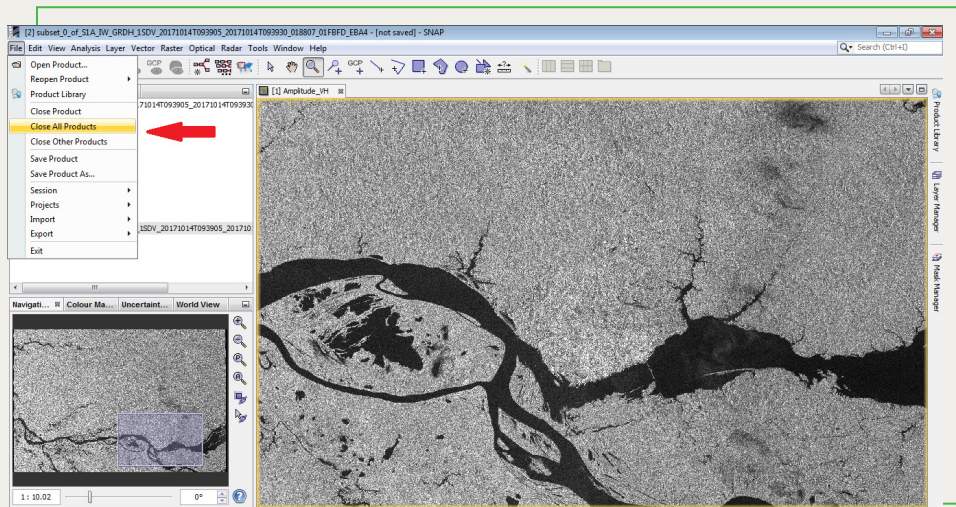 [2] subset_0_of_S1A_IW_GRDH_1SDV_20171014T093905_20171014T093930_018807_01FBFD_EBA4 - [not saved] - SNAP
File Edit View Analysis Layer Vector Raster Optical Radar Tools Window Help
Search (Ctrl+I)
Open Product...
Reopen Product
Product Library
Close Product
Close All Products
Close Other Products
Save Product
Save Product As...
Session
Projects
Import
Export
Exit
GCP
GCP
[1] Amplitude_VH
71014T093905_20171014T09393
1SDV_20171014T093905_201710
Product Library
Layer Manager
Mask Manager
Navigati... Colour Ma... Uncertaint... World View
1 : 10.02
0°